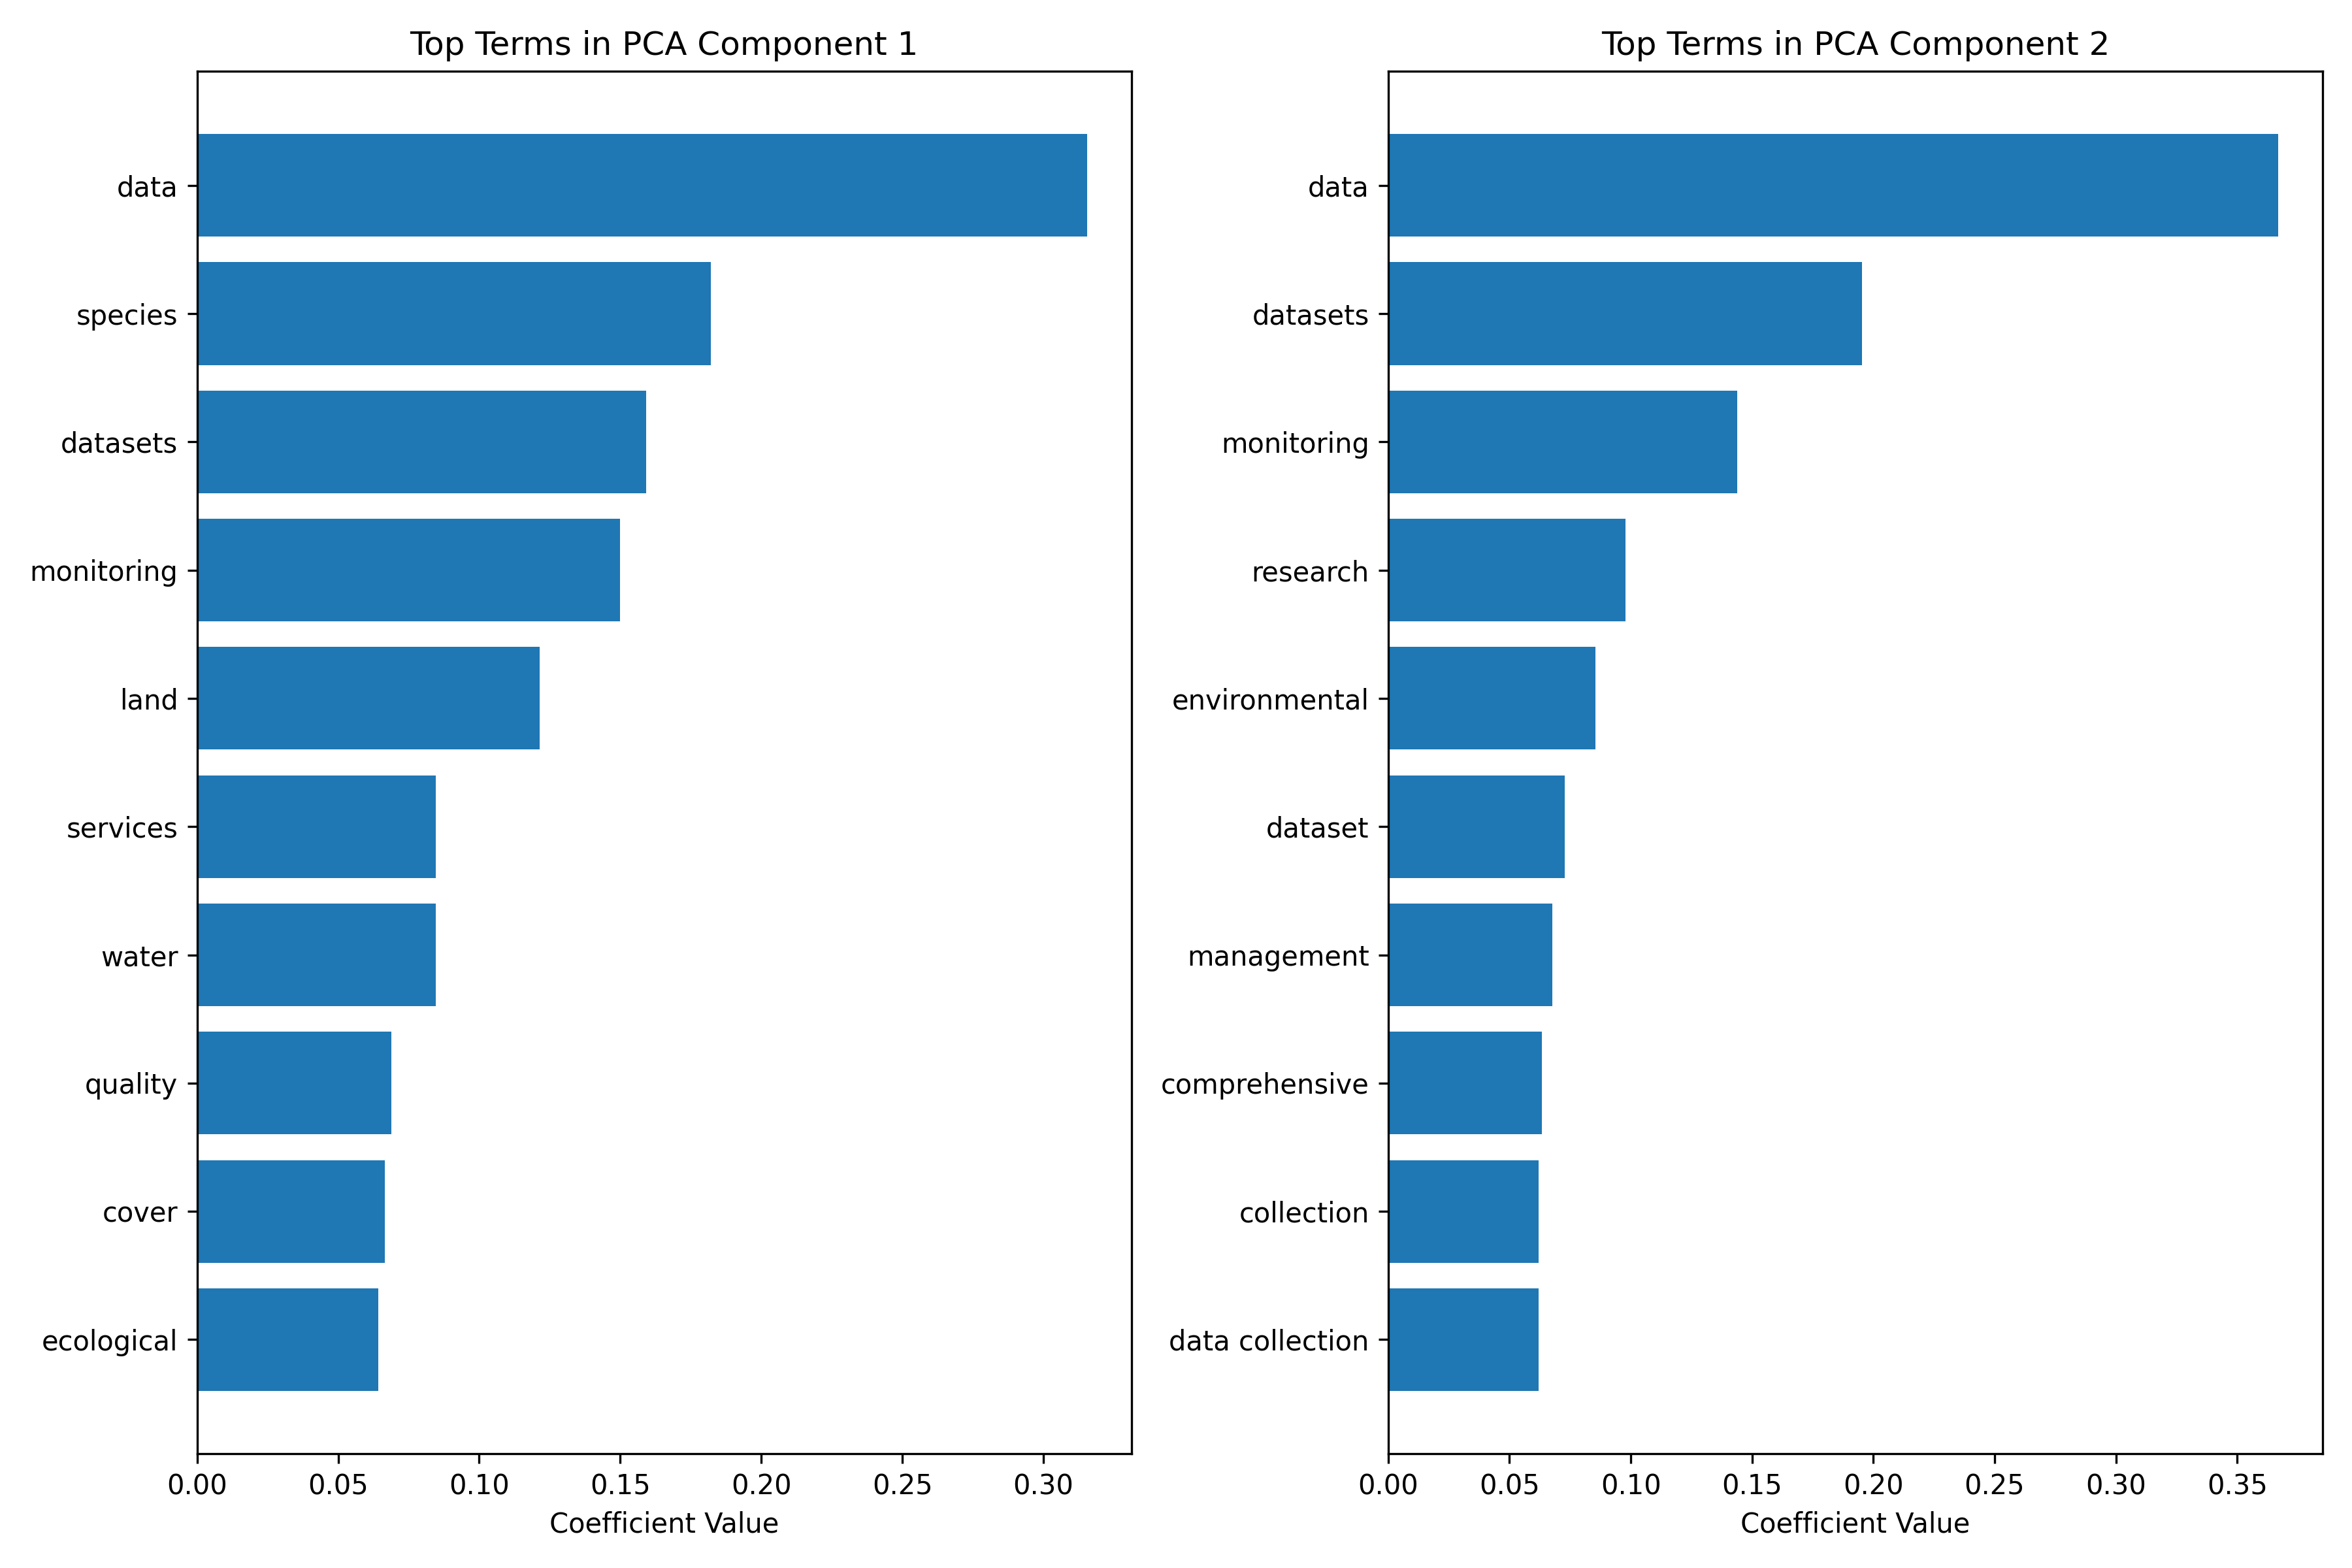 Top Terms in PCA Component 1
data
species
datasets
monitoring
land
services
water
quality
cover
ecological
0.00 0.05 0.10 0.15 0.20 0.25 0.30
Coefficient Value
Top Terms in PCA Component 2
data
datasets
monitoring
research
environmental
dataset
management
comprehensive
collection
data collection
0.00 0.05 0.10 0.15 0.20 0.25 0.30 0.35
Coefficient Value